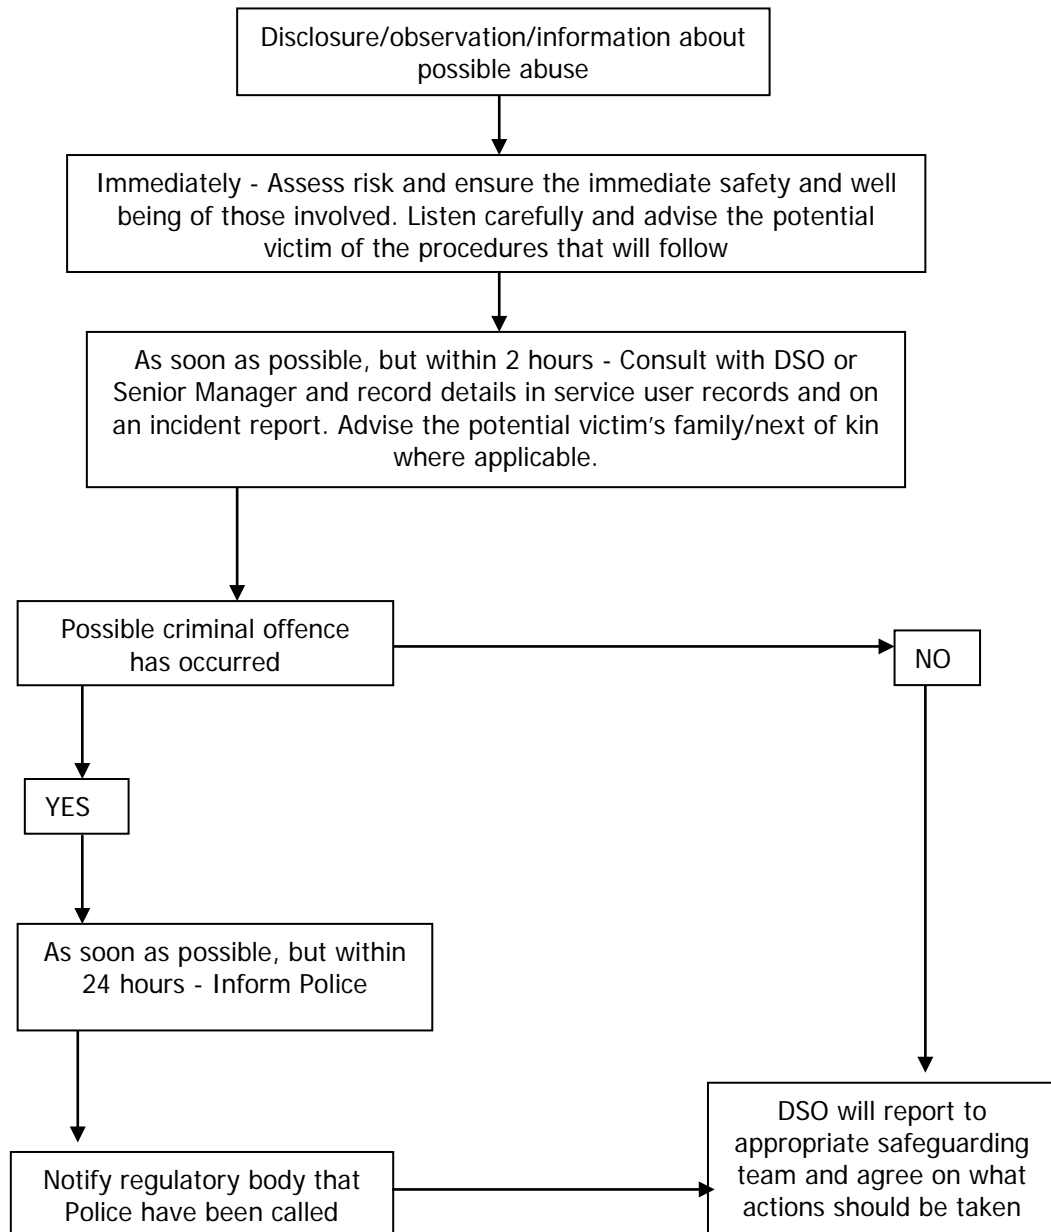 Disclosure/observation/information about
possible abuse
Immediately - Assess risk and ensure the immediate safety and well
being of those involved. Listen carefully and advise the potential
victim of the procedures that will follow
As soon as possible, but within 2 hours - Consult with DSO or
Senior Manager and record details in service user records and on
an incident report. Advise the potential victim's family/next of kin
where applicable.
Possible criminal offence
has occurred
NO
YES
As soon as possible, but within
24 hours - Inform Police
Notify regulatory body that
Police have been called
DSO will report to
appropriate safeguarding
team and agree on what
actions should be taken